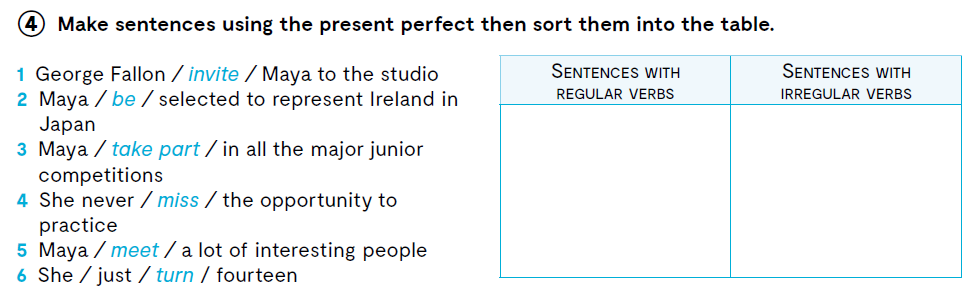 4 Make sentences using the present perfect then sort them into the table.
1 George Fallon / invite / Maya to the studio
2 Maya / be / selected to represent Ireland in
Japan
3 Maya / take part / in all the major junior
competitions
4 She never / miss / the opportunity to
practice
5 Maya / meet / a lot of interesting people
6 She / just / turn / fourteen
SENTENCES WITH
REGULAR VERBS
SENTENCES WITH
IRREGULAR VERBS